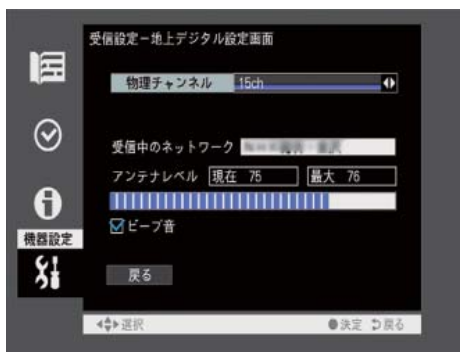 受信設定－地上デジタル設定画面
物理チャンネル 15ch
受信中のネットワーク
アンテナレベル 現在 75 最大 76
ビープ音
機器設定
戻る
選択 決定 戻る